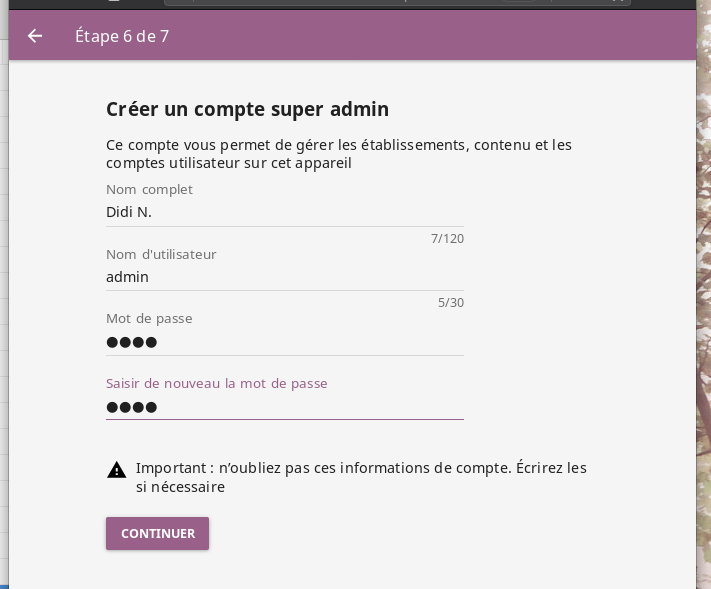 Étape 6 de 7
Créer un compte super admin
Ce compte vous permet de gérer les établissements, contenu et les
comptes utilisateur sur cet appareil
Nom complet
Didi N.
7/120
Nom d'utilisateur
admin
5/30
Mot de passe
●●●●
Saisir de nouveau la mot de passe
●●●●
Important : n’oubliez pas ces informations de compte. Écrirez les
si nécessaire
CONTINUER